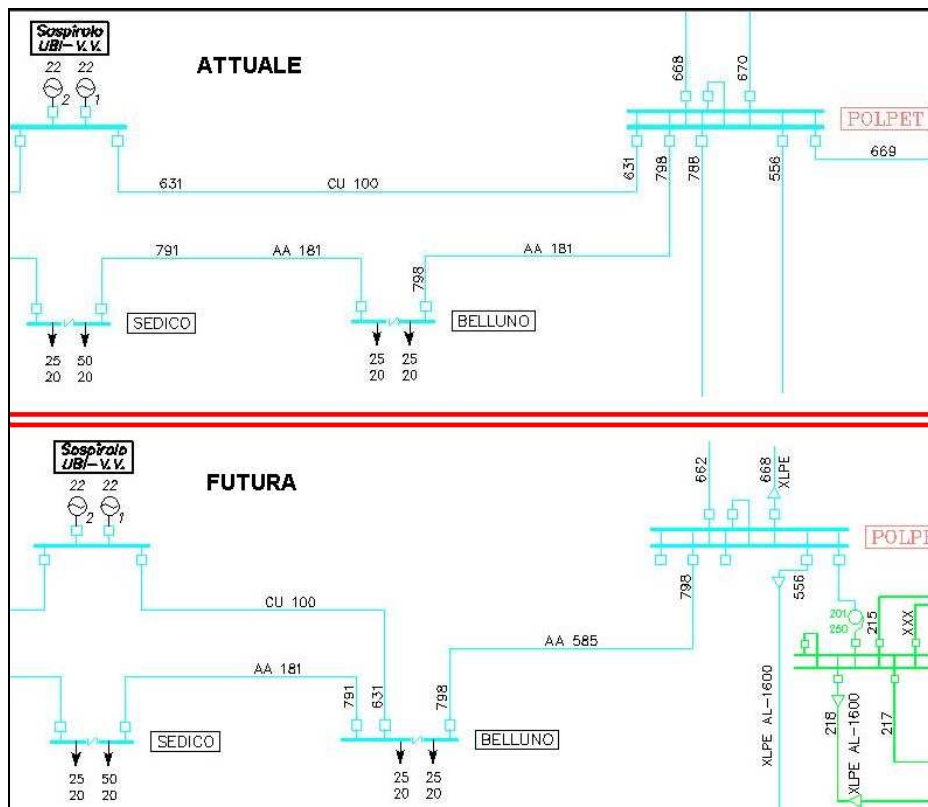 Sospirolo
UBI-V.V.
22 22
2 1
ATTUALE
668
670
POLPET
631
CU 100
631
798
788
556
669
791
AA 181
798
AA 181
SEDICO
BELLUNO
25 50
20 20
25 25
20 20
Sospirolo
UBI-V.V.
22 22
2 1
FUTURA
662
668
XLPE
POLPE
798
556
CU 100
AA 585
201
250
215
XXX
AA 181
791
631
798
XLPE AL-1600
218
XLPE AL-1600
217
SEDICO
BELLUNO
25 50
20 20
25 25
20 20